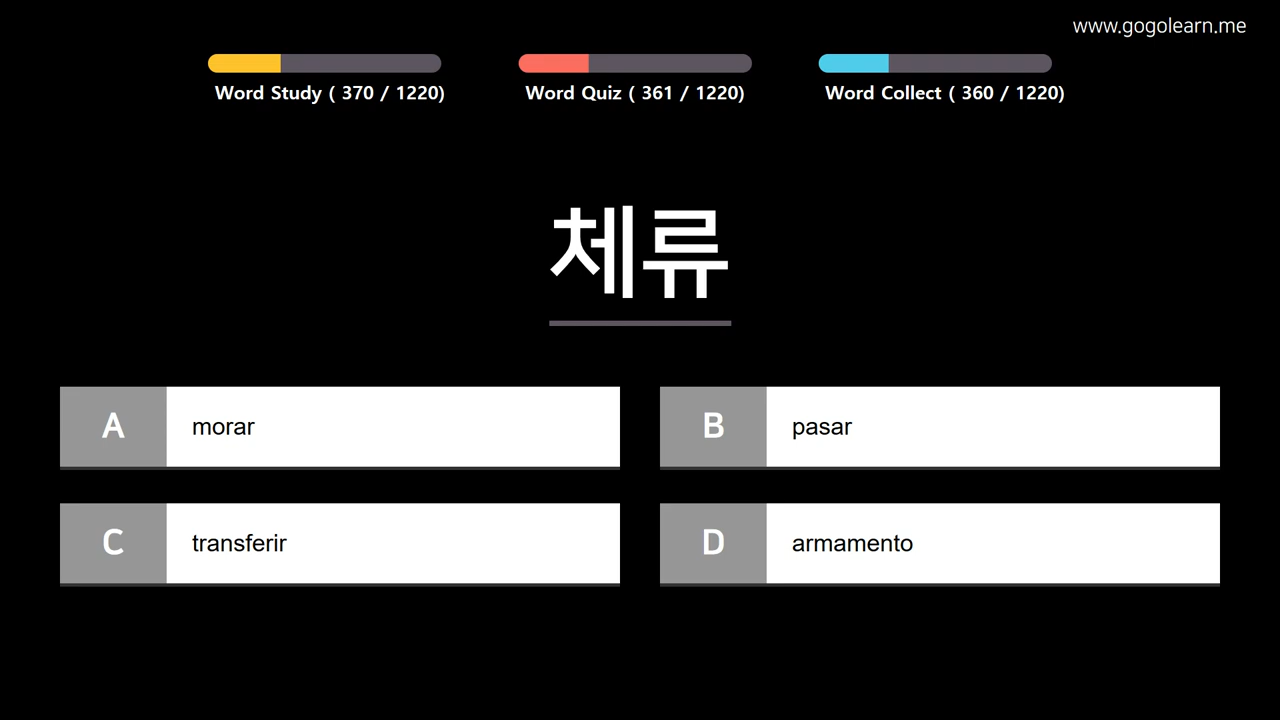 www.gogolearn.me
Word Study ( 370 / 1220)
Word Quiz ( 361 / 1220)
Word Collect ( 360 / 1220)
체류
A morar
B pasar
C transferir
D armamento